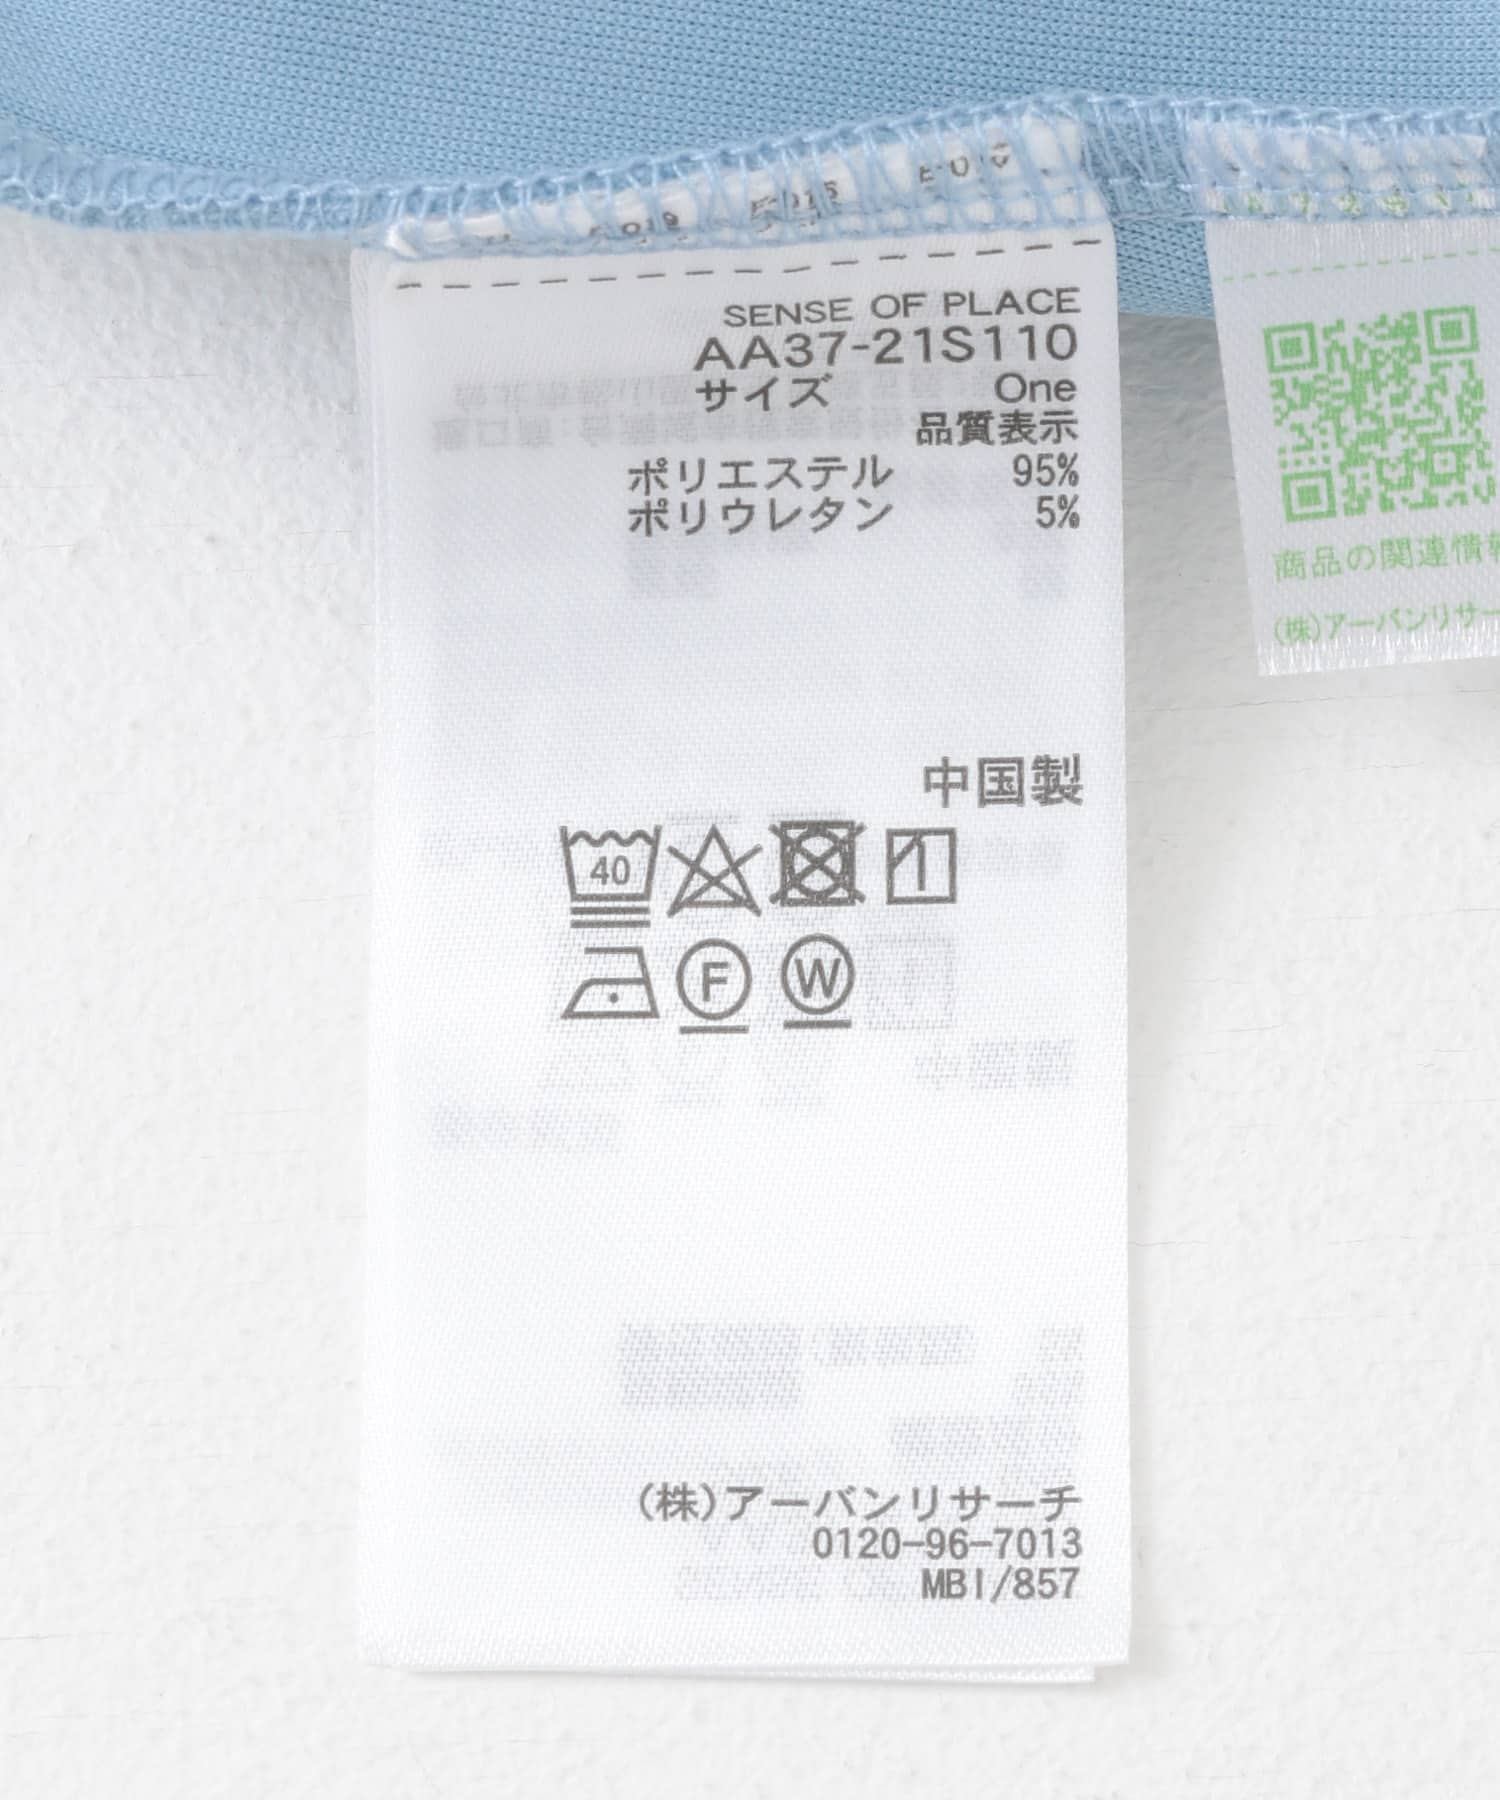 SENSE OF PLACE
AA37-21S110
サイズ One
品質表示
ポリエステル 95%
ポリウレタン 5%
中国製
40
F W
(株)アーバンリサーチ
0120-96-7013
MBI/857
商品の関連情報
(株)アーバンリサー